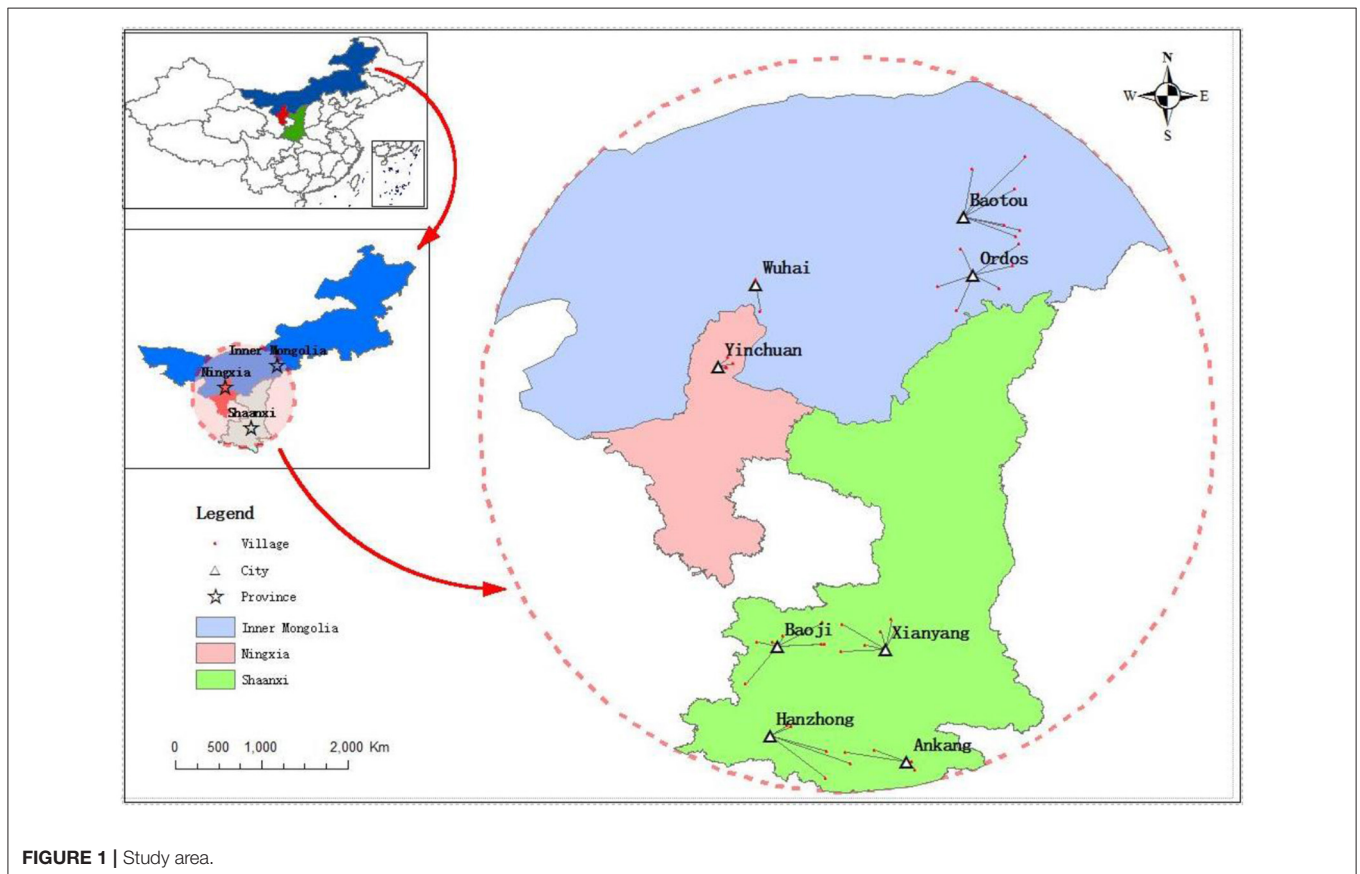 N
W E
S
Baotou
Ordos
Wuhai
Yinchuan
Inner Mongolia
Ningxia
Shaanxi
Legend
Village
City
Province
Inner Mongolia
Ningxia
Shaanxi
0 500 1,000 2,000 Km
Baoji
Xianyang
Hanzhong
Ankang
FIGURE 1 | Study area.